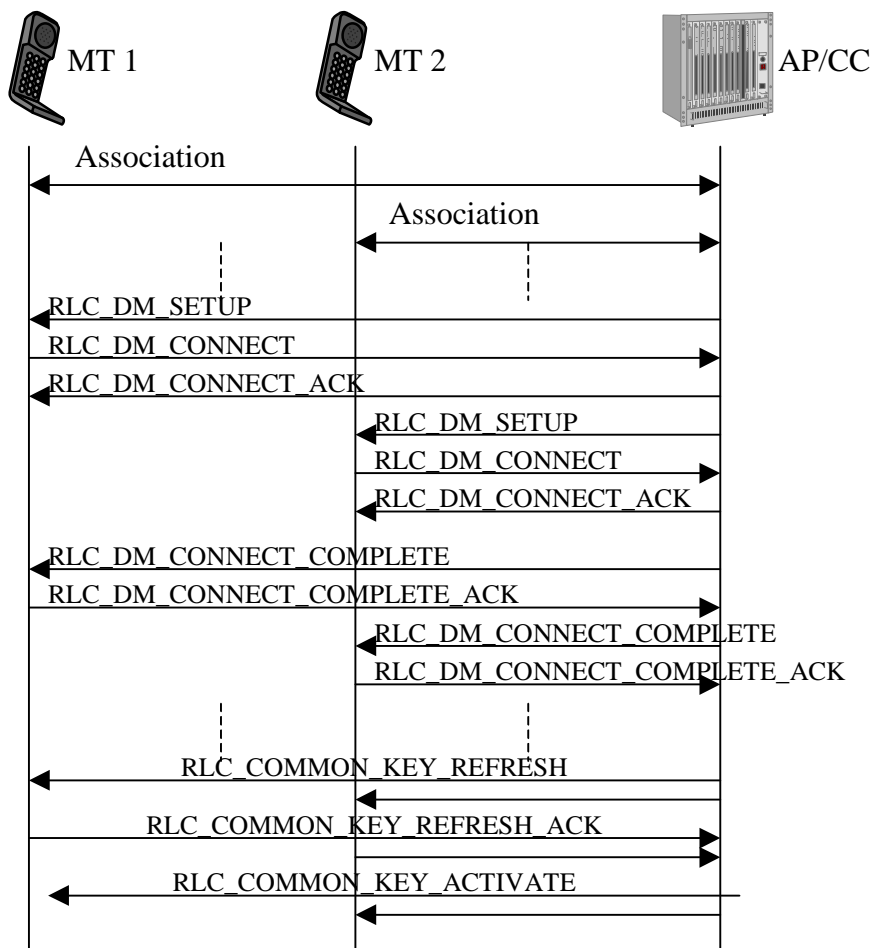 MT 1
MT 2
AP/CC
Association
Association
RLC_DM_SETUP
RLC_DM_CONNECT
RLC_DM_CONNECT_ACK
RLC_DM_SETUP
RLC_DM_CONNECT
RLC_DM_CONNECT_ACK
RLC_DM_CONNECT_COMPLETE
RLC_DM_CONNECT_COMPLETE_ACK
RLC_DM_CONNECT_COMPLETE
RLC_DM_CONNECT_COMPLETE_ACK
RLC_COMMON_KEY_REFRESH
RLC_COMMON_KEY_REFRESH_ACK
RLC_COMMON_KEY_ACTIVATE